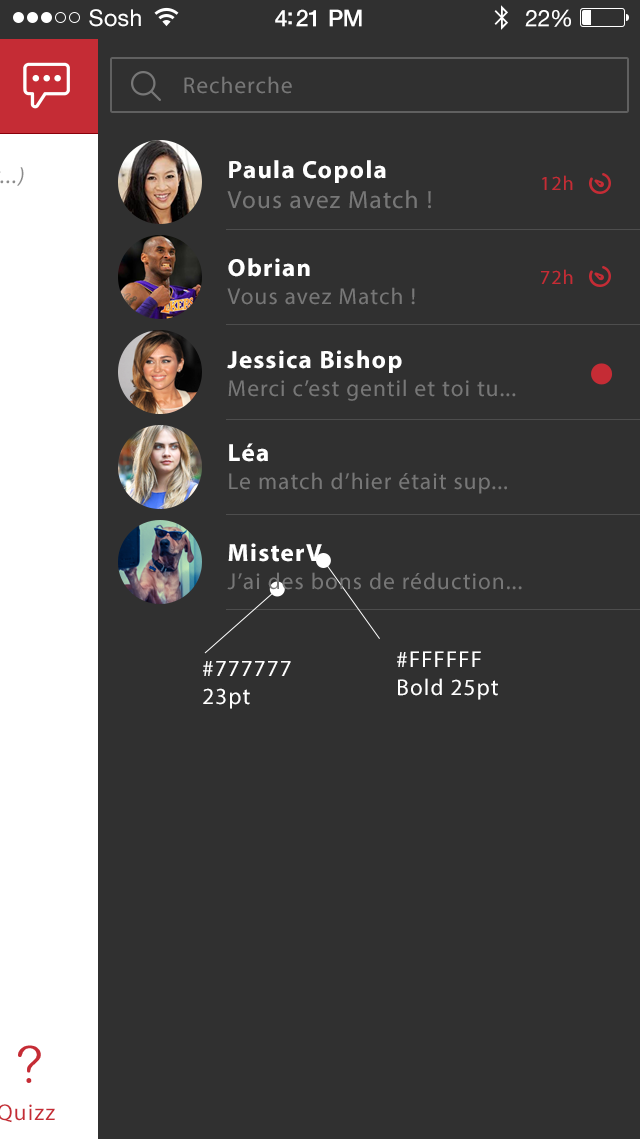 Sosh 4:21 PM 22%
Recherche
...)
Paula Copola
Vous avez Match !
12h
Obrian
Vous avez Match !
72h
LAKERS
Jessica Bishop
Merci c’est gentil et toi tu...
Léa
Le match d’hier était sup...
MisterV
J’ai des bons de réduction...
#777777
23pt
#FFFFFF
Bold 25pt
?
Quizz